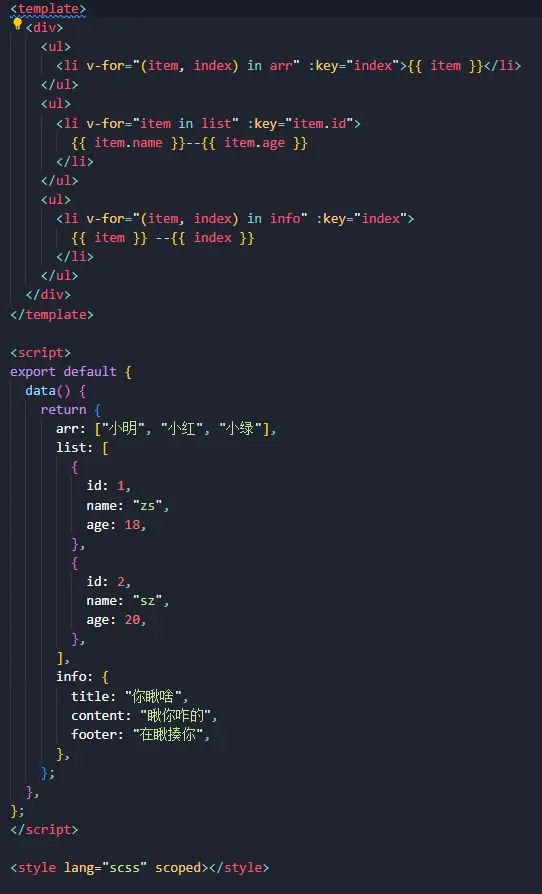 <template>
<div>
<ul>
<li v-for="(item, index) in arr" :key="index">{{ item }}</li>
</ul>
<ul>
<li v-for="item in list" :key="item.id">
{{ item.name }}--{{ item.age }}
</li>
</ul>
<ul>
<li v-for="(item, index) in info" :key="index">
{{ item }} --{{ index }}
</li>
</ul>
</div>
</template>
<script>
export default {
data() {
return {
arr: ["小明", "小红", "小绿"],
list: [
{
id: 1,
name: "zs",
age: 18,
},
{
id: 2,
name: "sz",
age: 20,
},
],
info: {
title: "你瞅啥",
content: "瞅你咋的",
footer: "在瞅揍你",
},
};
},
};
</script>
<style lang="scss" scoped></style>